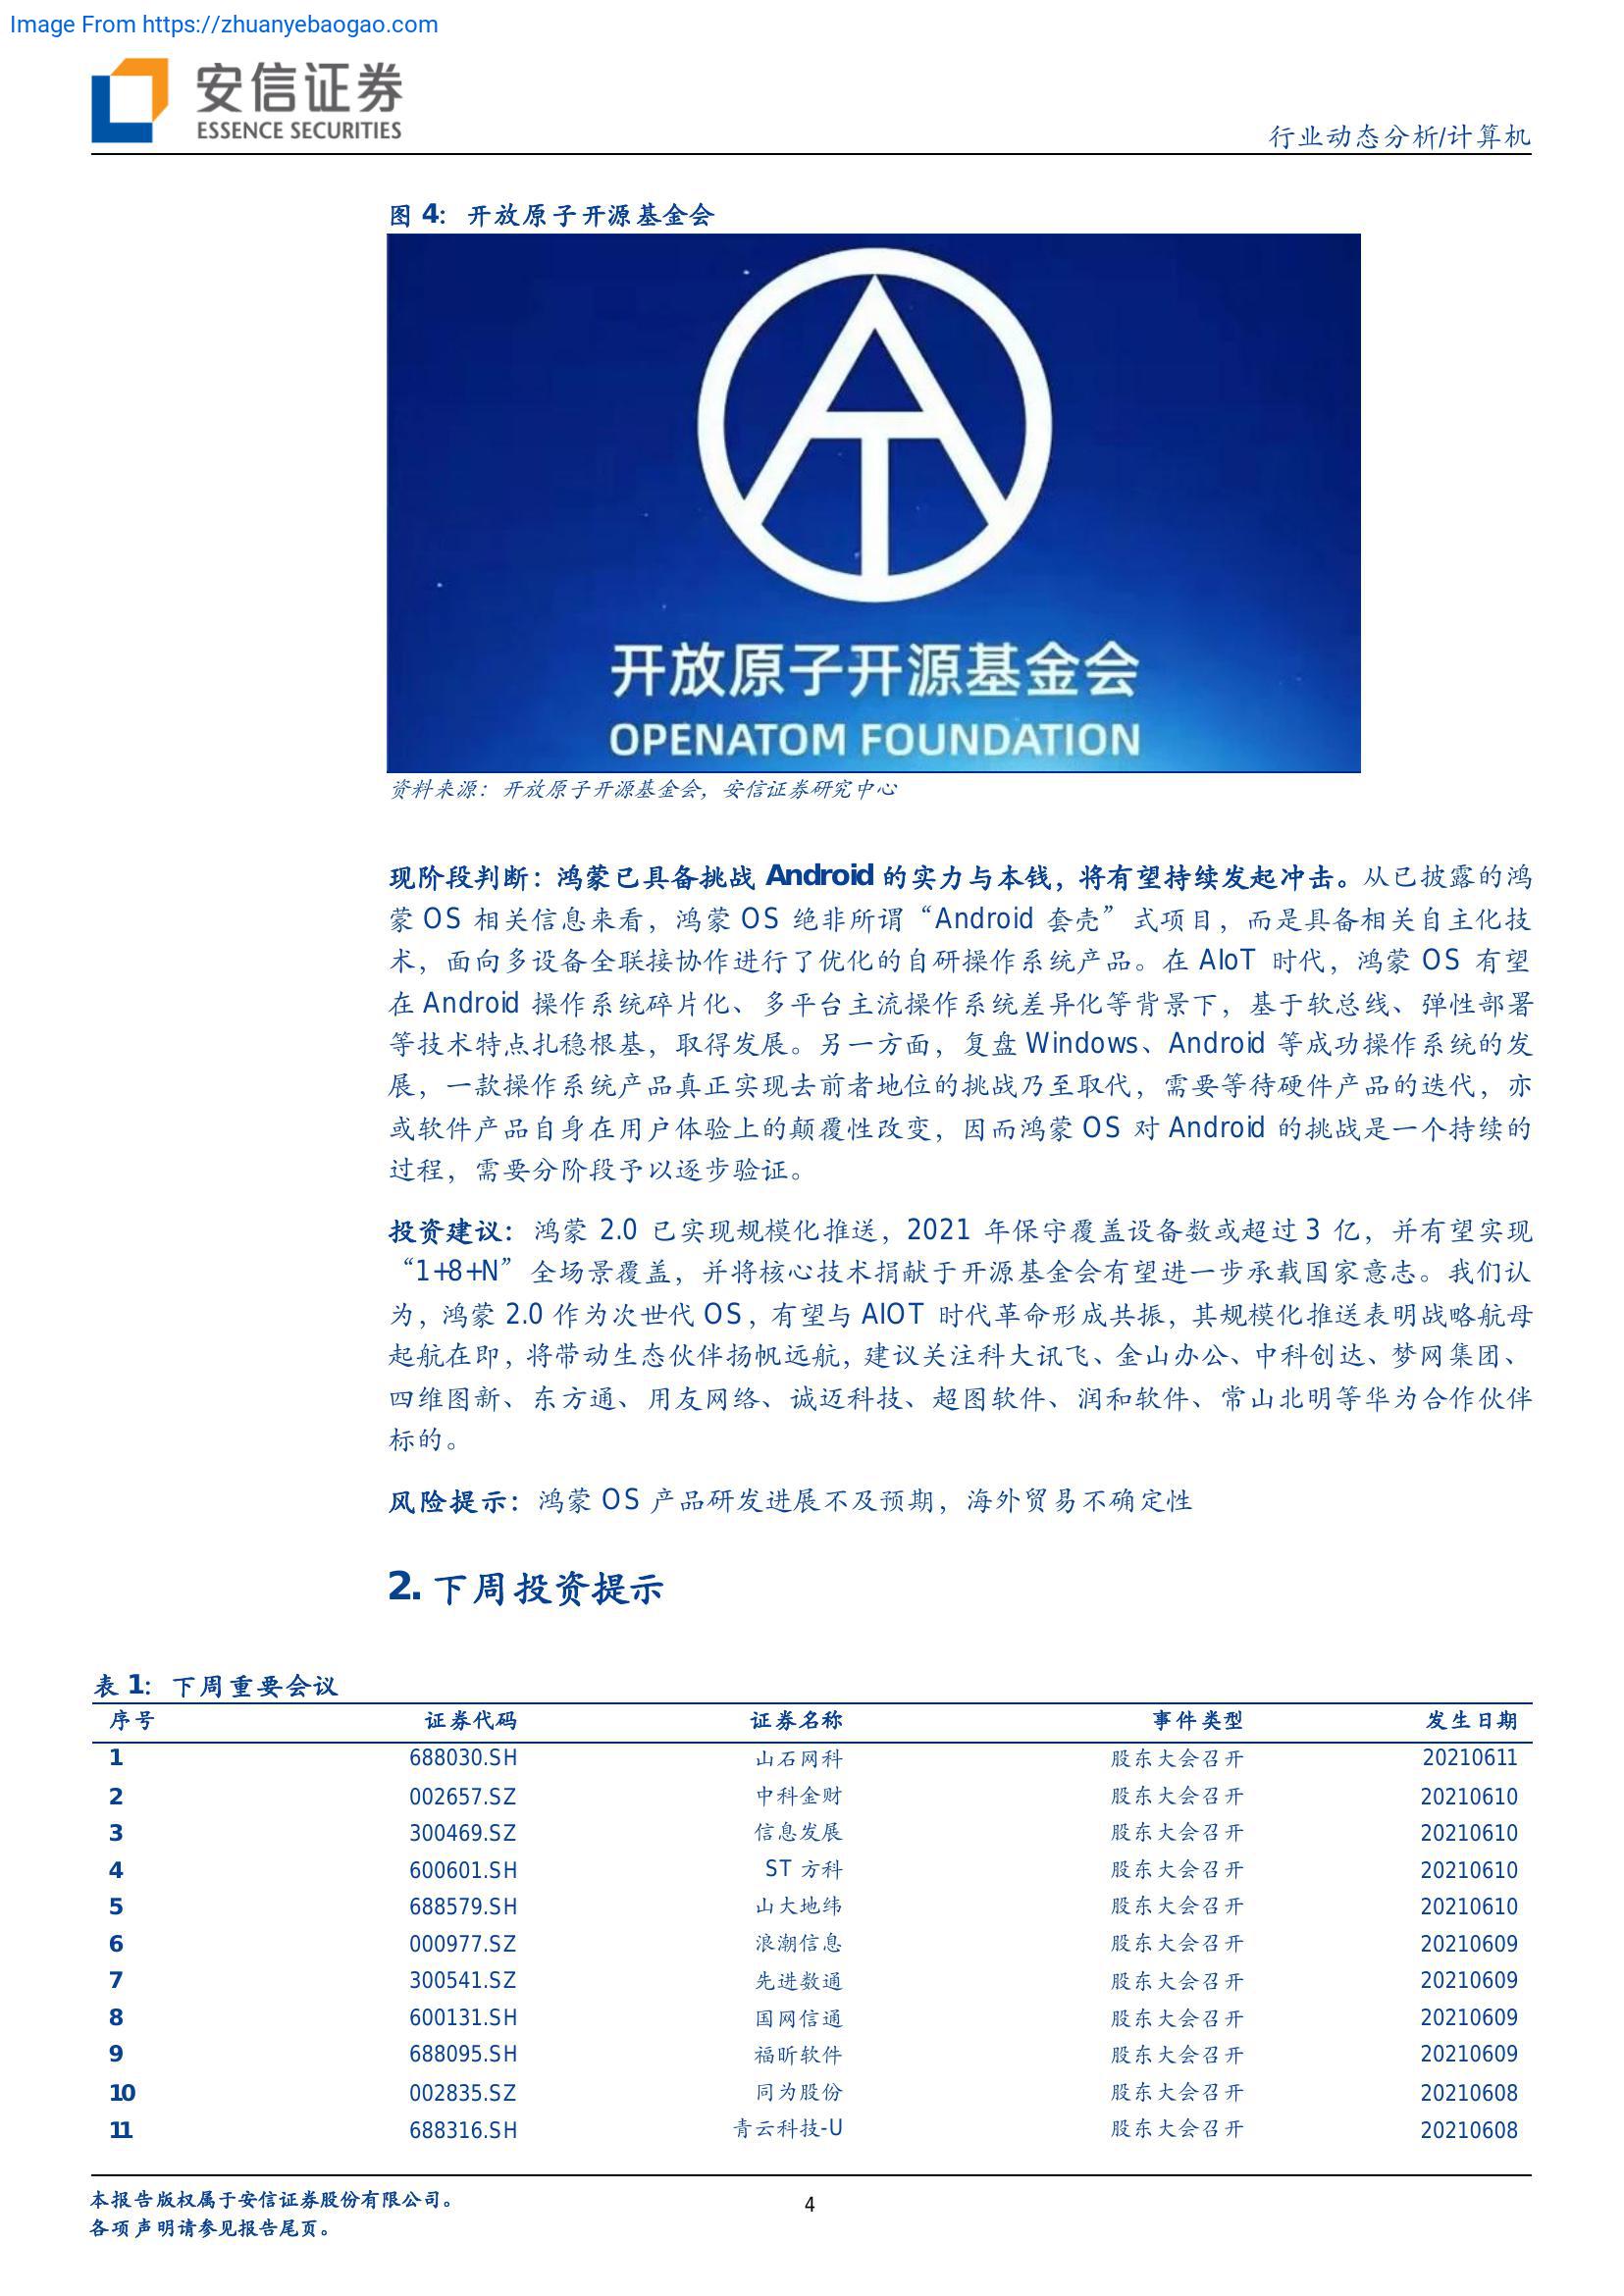 Image From https://zhuanyebaogao.com
安信证券
ESSENCE SECURITIES
行业动态分析/计算机
图 4：开放原子开源基金会
开放原子开源基金会
OPENATOM FOUNDATION
资料来源：开放原子开源基金会，安信证券研究中心
现阶段判断：鸿蒙已具备挑战 Android 的实力与本钱，将有望持续发起冲击。从已披露的鸿
蒙 OS 相关信息来看，鸿蒙 OS 绝非所谓“Android 套壳”式项目，而是具备相关自主化技
术，面向多设备全联接协作进行了优化的自研操作系统产品。在 AIoT 时代，鸿蒙 OS 有望
在 Android 操作系统碎片化、多平台主流操作系统差异化等背景下，基于软总线、弹性部署
等技术特点扎稳根基，取得发展。另一方面，复盘 Windows、Android 等成功操作系统的发
展，一款操作系统产品真正实现去前者地位的挑战乃至取代，需要等待硬件产品的迭代，亦
或软件产品自身在用户体验上的颠覆性改变，因而鸿蒙 OS 对 Android 的挑战是一个持续的
过程，需要分阶段予以逐步验证。
投资建议：鸿蒙 2.0 已实现规模化推送，2021 年保守覆盖设备数或超过 3 亿，并有望实现
“1+8+N”全场景覆盖，并将核心技术捐献于开源基金会有望进一步承载国家意志。我们认
为，鸿蒙 2.0 作为次世代 OS，有望与 AIOT 时代革命形成共振，其规模化推送表明战略航母
起航在即，将带动生态伙伴扬帆远航，建议关注科大讯飞、金山办公、中科创达、梦网集团、
四维图新、东方通、用友网络、诚迈科技、超图软件、润和软件、常山北明等华为合作伙伴
标的。
风险提示：鸿蒙 OS 产品研发进展不及预期，海外贸易不确定性
2. 下周投资提示
表 1：下周重要会议
序号 证券代码 证券名称 事件类型 发生日期
1 688030.SH 山石网科 股东大会召开 20210611
2 002657.SZ 中科金财 股东大会召开 20210610
3 300469.SZ 信息发展 股东大会召开 20210610
4 600601.SH ST 方科 股东大会召开 20210610
5 688579.SH 山大地纬 股东大会召开 20210610
6 000977.SZ 浪潮信息 股东大会召开 20210609
7 300541.SZ 先进数通 股东大会召开 20210609
8 600131.SH 国网信通 股东大会召开 20210609
9 688095.SH 福昕软件 股东大会召开 20210609
10 002835.SZ 同为股份 股东大会召开 20210608
11 688316.SH 青云科技-U 股东大会召开 20210608
本报告版权属于安信证券股份有限公司。
各项声明请参见报告尾页。
4